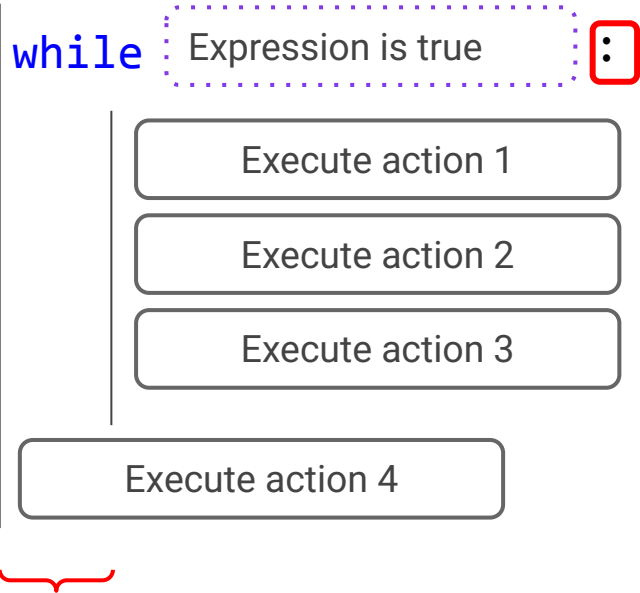 while Expression is true :
Execute action 1
Execute action 2
Execute action 3
Execute action 4